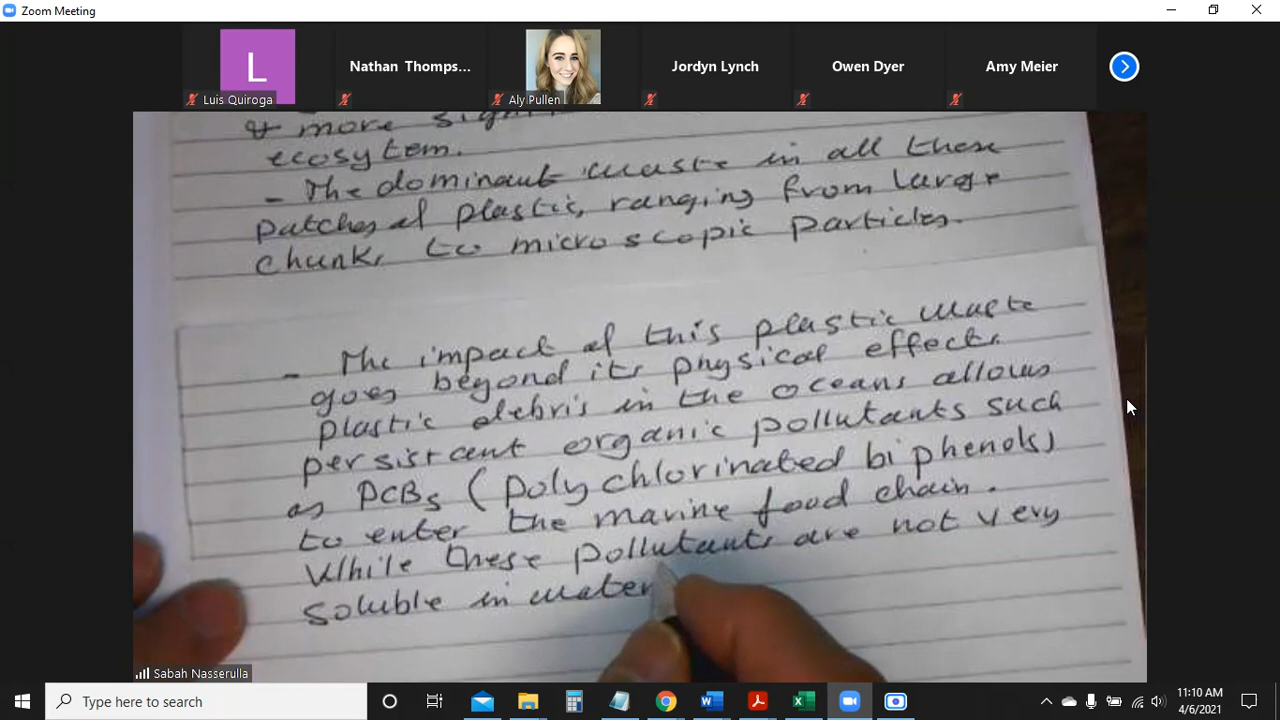 Zoom Meeting
L
Luis Quiroga
Nathan Thomps...
Aly Pullen
Jordyn Lynch
Owen Dyer
Amy Meier
& more
ecosytem.
- The dominant waste in all these
patches of plastic, ranging from large
chunks to microscopic particles.
- The impact of this plastic waste
goes beyond its physical effects.
plastic debris in the oceans allows
persistent organic pollutants such
as PCBs (polychlorinated biphenols)
to enter the marine food chain.
While these pollutants are not very
soluble in water
Sabah Nasserulla
Type here to search
11:10 AM
4/6/2021